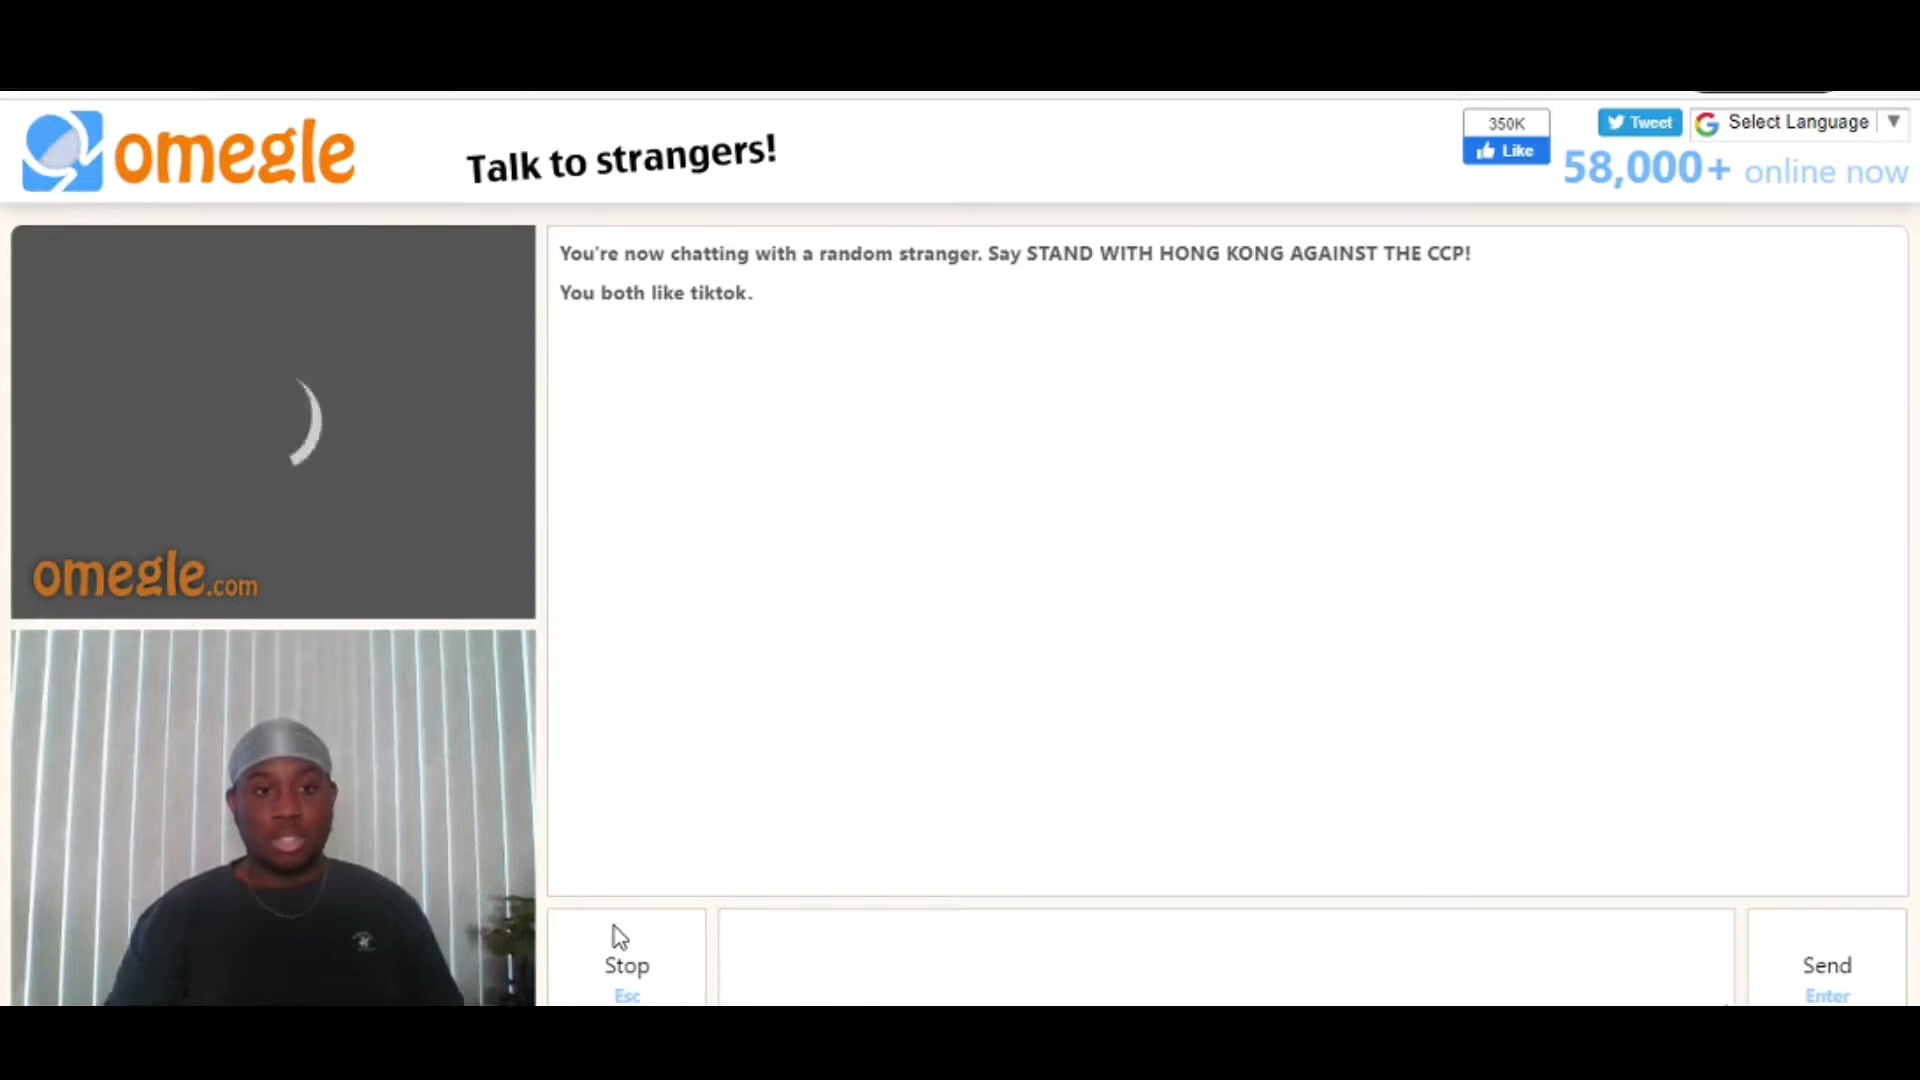 omegle
Talk to strangers!
350K
Like
Tweet
Select Language
58,000+ online now
You're now chatting with a random stranger. Say STAND WITH HONG KONG AGAINST THE CCP!
You both like tiktok.
omegle.com
Stop
Esc
Send
Enter